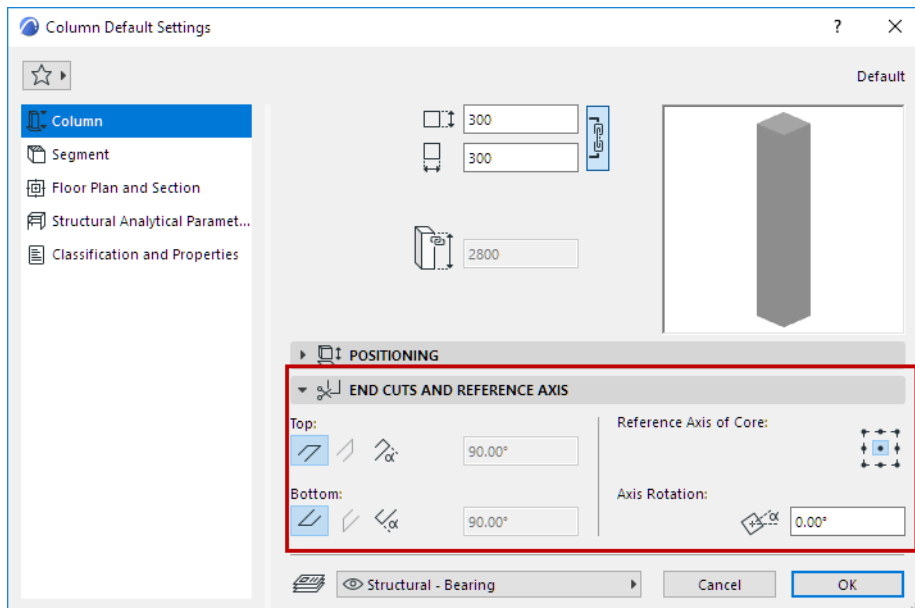 Column Default Settings
?
Default
Column
Segment
Floor Plan and Section
Structural Analytical Paramet...
Classification and Properties
300
300
2800
POSITIONING
END CUTS AND REFERENCE AXIS
Top:
α
90.00°
Bottom:
α
90.00°
Reference Axis of Core:
Axis Rotation:
α
0.00°
Structural - Bearing
Cancel
OK